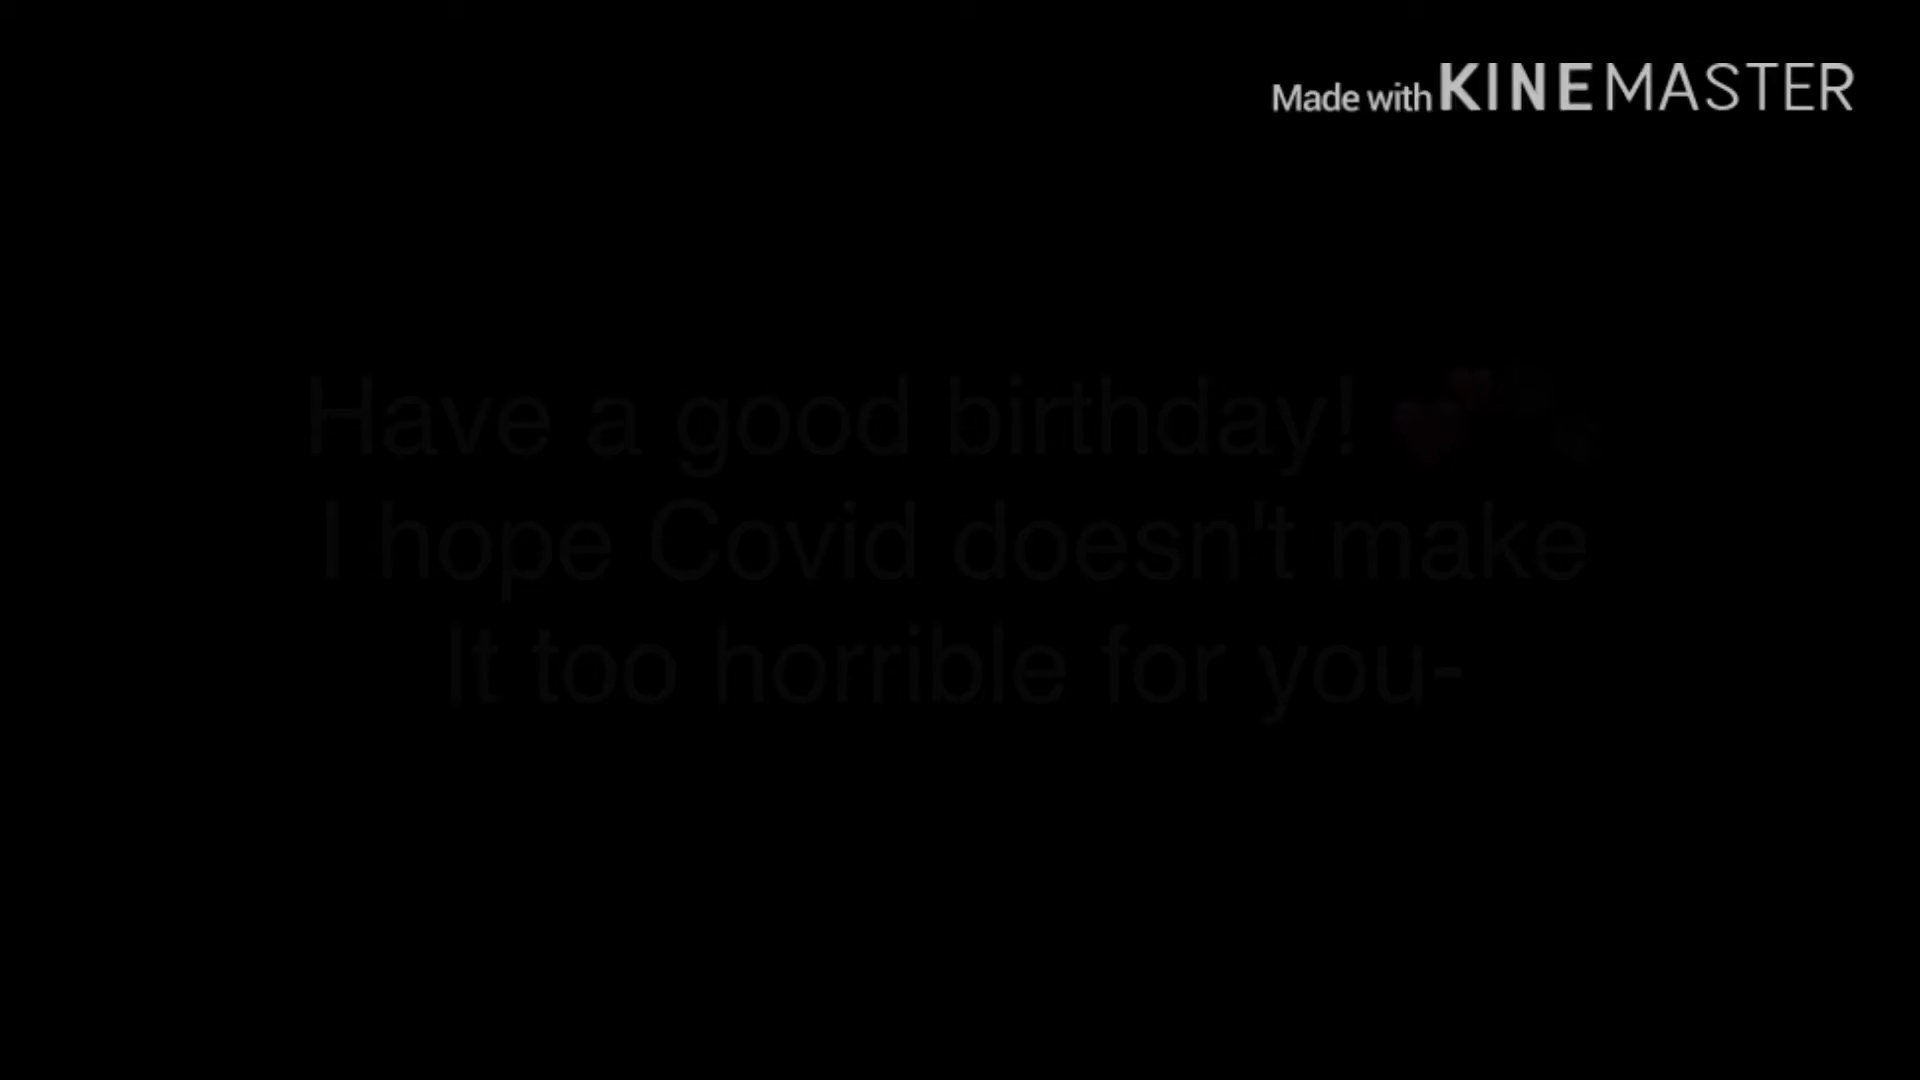 Made with KINEMASTER
Have a good birthday! 💕
I hope Covid doesn't make
It too horrible for you-